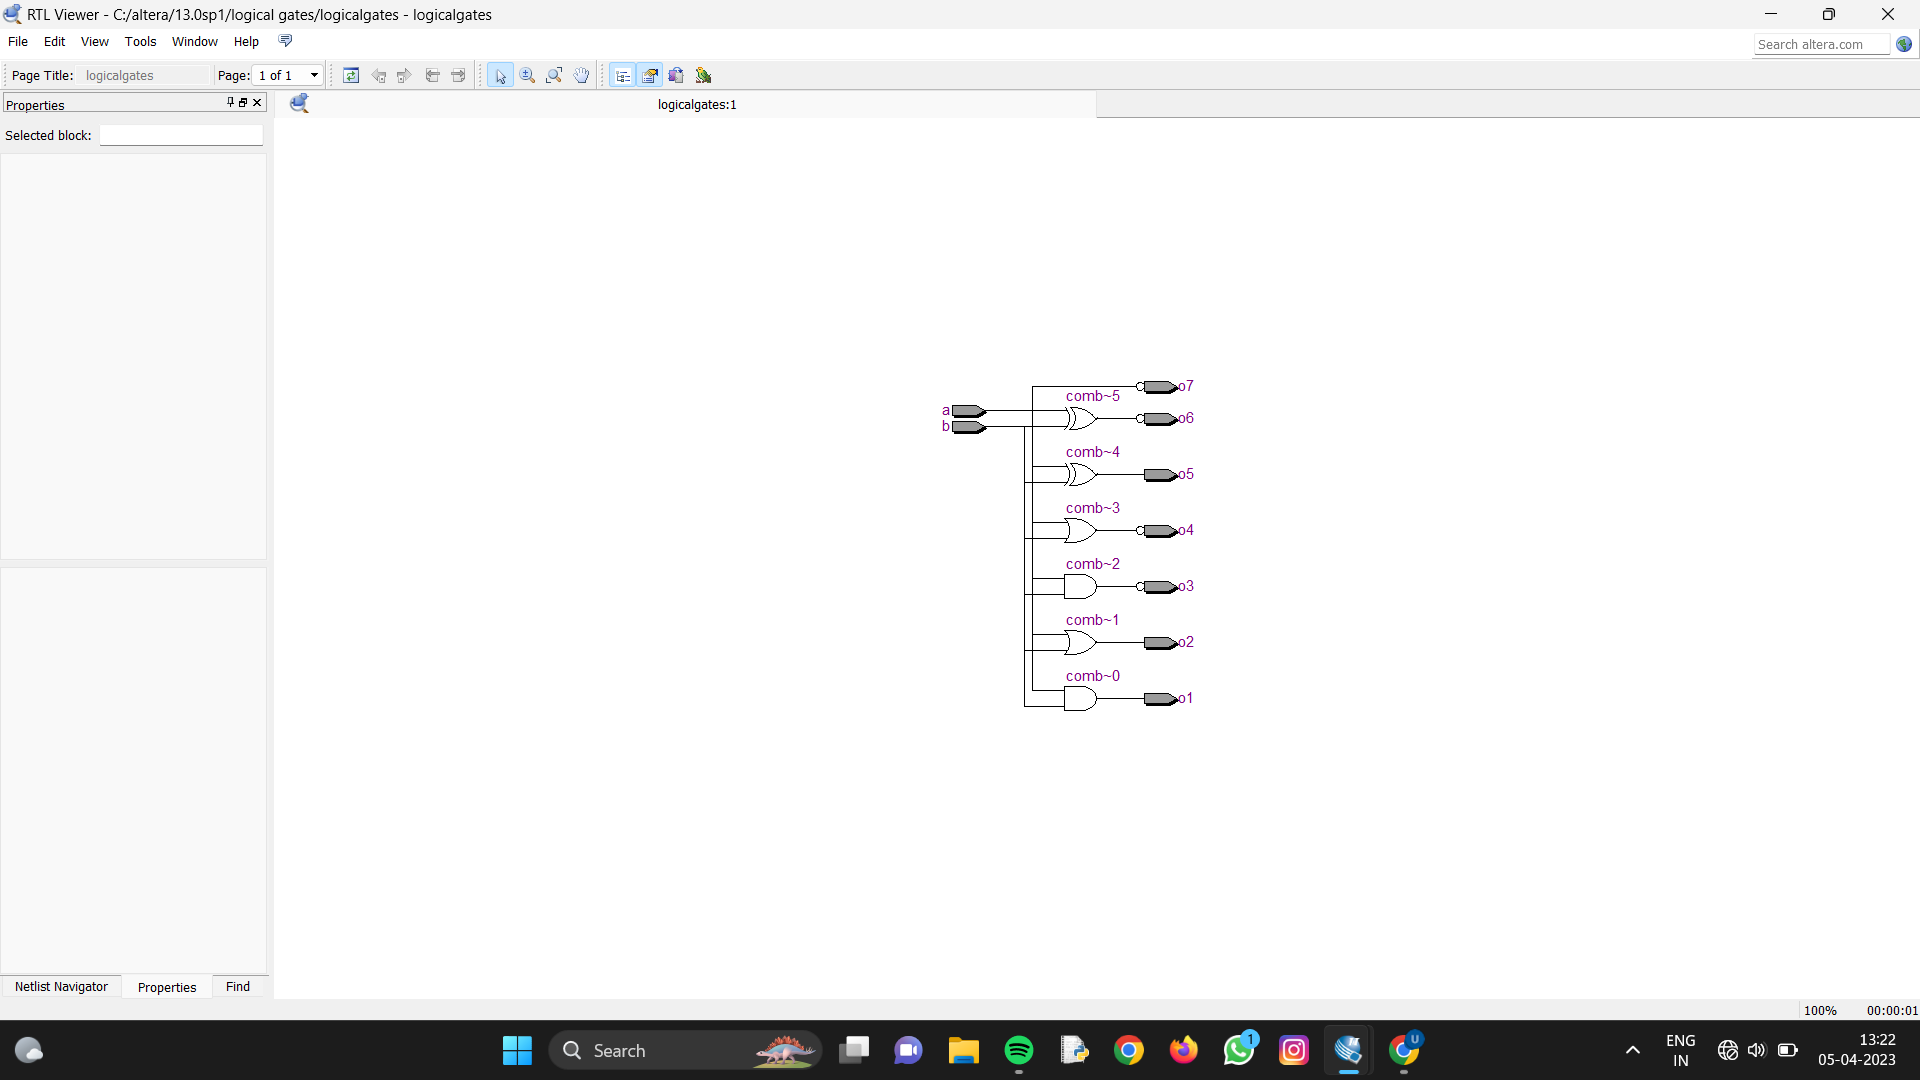 RTL Viewer - C:/altera/13.0sp1/logical gates/logicalgates - logicalgates
File Edit View Tools Window Help
Search altera.com
Page Title: logicalgates Page: 1 of 1
Properties
logicalgates:1
Selected block:
o7
comb~5
a
o6
b
comb~4
o5
comb~3
o4
comb~2
o3
comb~1
o2
comb~0
o1
Netlist Navigator Properties Find
100% 00:00:01
Search
1
U
ENG
IN
13:22
05-04-2023